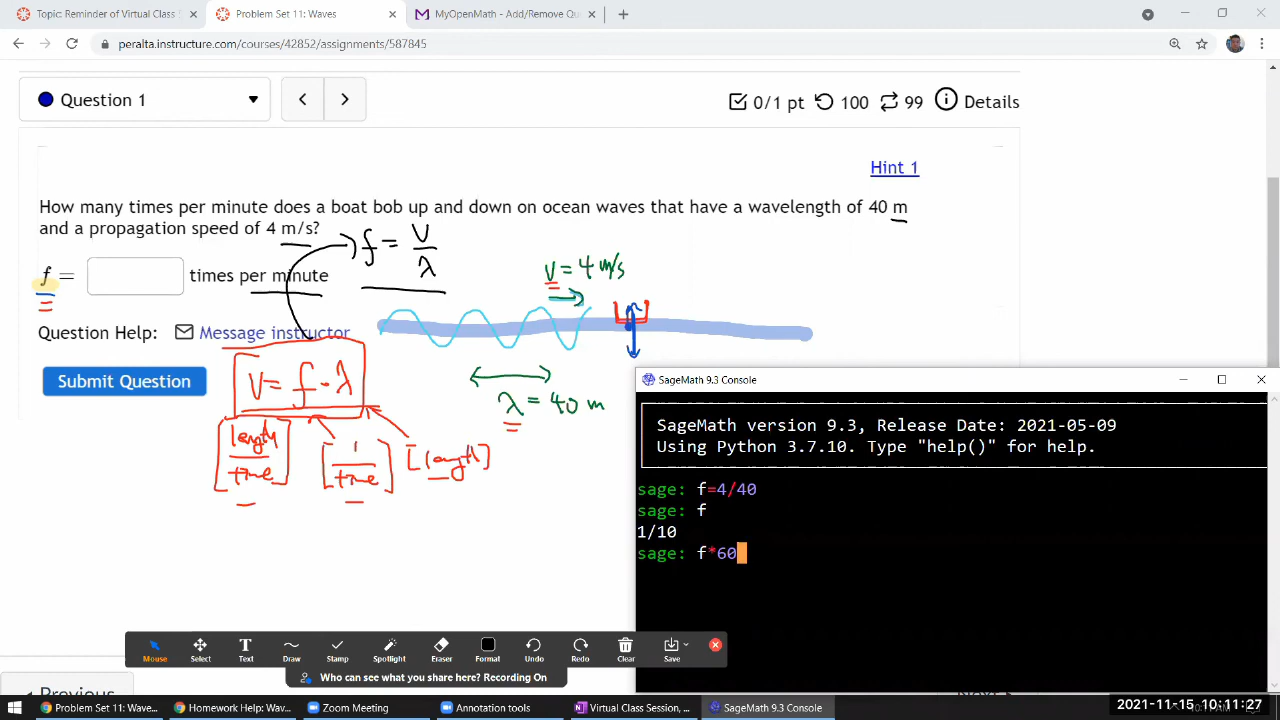 Topic: Reminder of Virtual Class
Problem Set 11: Waves
MyOpenMath - Add/Remove Qu
peralta.instructure.com/courses/42852/assignments/587845
Question 1
0/1 pt
100
99
Details
Hint 1
How many times per minute does a boat bob up and down on ocean waves that have a wavelength of 40 m
and a propagation speed of 4 m/s?
f = V/λ
f =
times per minute
v = 4 m/s
Question Help:
Message instructor
Submit Question
V = f · λ
λ = 40 m
[length/time]
[1/time]
[length]
SageMath 9.3 Console
SageMath version 9.3, Release Date: 2021-05-09
Using Python 3.7.10. Type "help()" for help.
sage: f=4/40
sage: f
1/10
sage: f*60
Mouse
Select
Text
Draw
Stamp
Spotlight
Eraser
Format
Undo
Redo
Clear
Save
Who can see what you share here? Recording On
Previous
Problem Set 11: Wave...
Homework Help: Wav...
Zoom Meeting
Annotation tools
Virtual Class Session, ...
SageMath 9.3 Console
2021-11-15 10:11:27